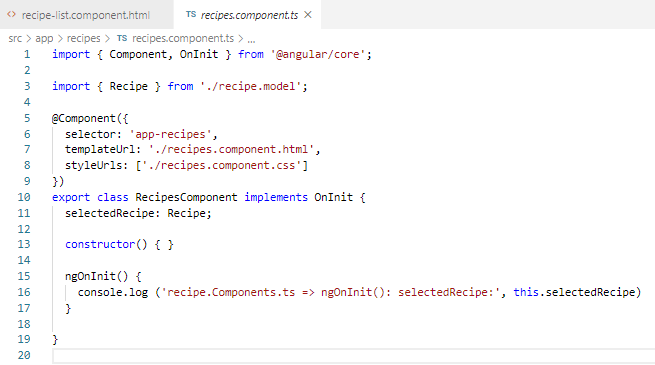 <> recipe-list.component.html TS recipes.component.ts ×
src > app > recipes > TS recipes.component.ts > ...
1 import { Component, OnInit } from '@angular/core';
2
3 import { Recipe } from './recipe.model';
4
5 @Component({
6 selector: 'app-recipes',
7 templateUrl: './recipes.component.html',
8 styleUrls: ['./recipes.component.css']
9 })
10 export class RecipesComponent implements OnInit {
11 selectedRecipe: Recipe;
12
13 constructor() { }
14
15 ngOnInit() {
16 console.log ('recipe.Components.ts => ngOnInit(): selectedRecipe:', this.selectedRecipe)
17 }
18
19 }
20